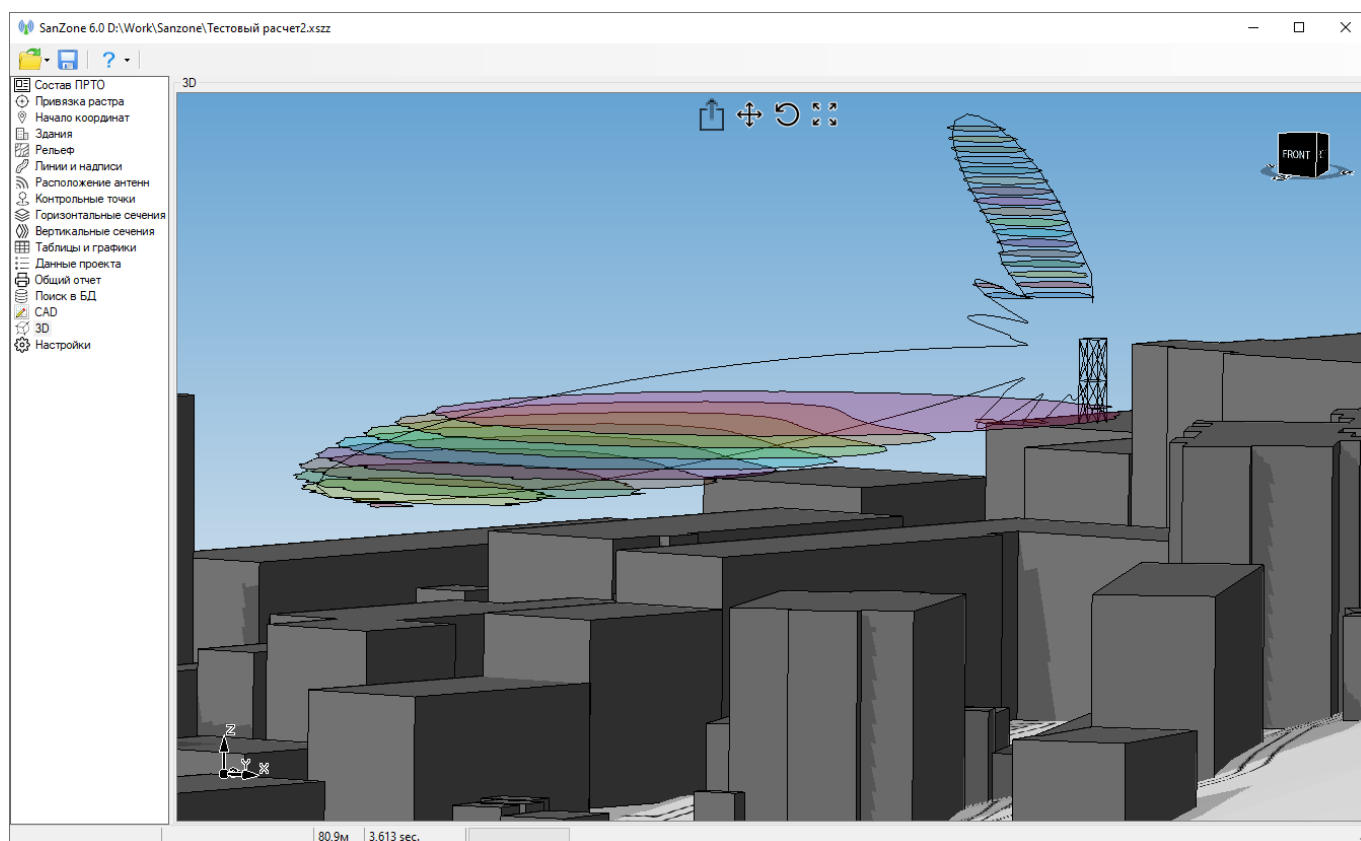 SanZone 6.0 D:\Work\Sanzone\Тестовый расчет2.xszz
?
3D
Состав ПРТО
Привязка растра
Начало координат
Здания
Рельеф
Линии и надписи
Расположение антенн
Контрольные точки
Горизонтальные сечения
Вертикальные сечения
Таблицы и графики
Данные проекта
Общий отчет
Поиск в БД
CAD
3D
Настройки
FRONT
Z
Y
X
80.9м
3.613 sec.